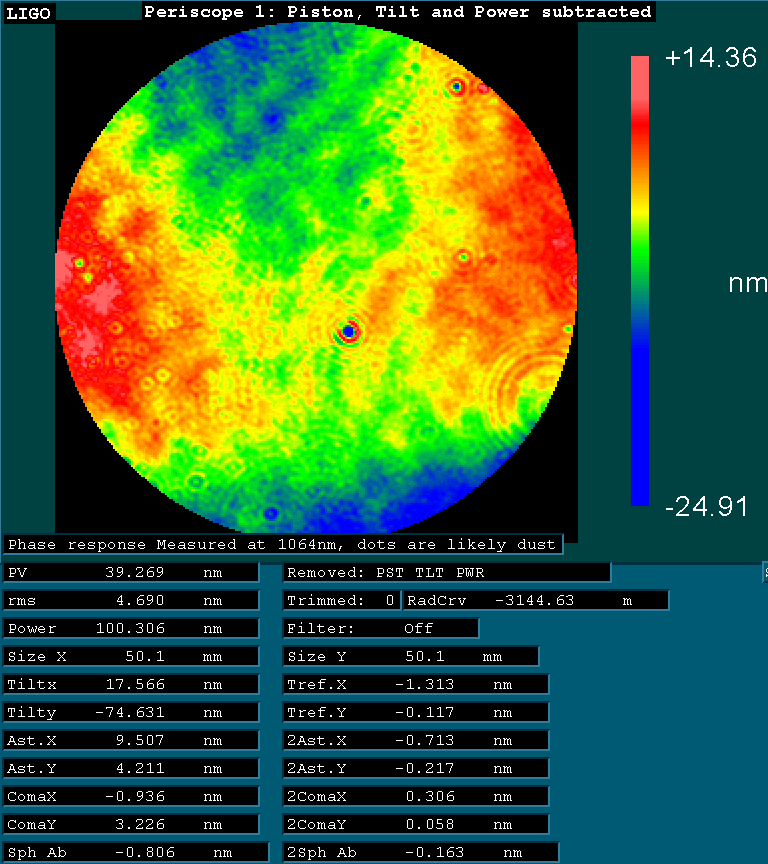 LIGO
Periscope 1: Piston, Tilt and Power subtracted
+14.36
nm
-24.91
Phase response Measured at 1064nm, dots are likely dust
PV 39.269 nm Removed: PST TLT PWR
rms 4.690 nm Trimmed: 0 RadCrv -3144.63 m
Power 100.306 nm Filter: Off
Size X 50.1 mm Size Y 50.1 mm
Tiltx 17.566 nm Tref.X -1.313 nm
Tilty -74.631 nm Tref.Y -0.117 nm
Ast.X 9.507 nm 2Ast.X -0.713 nm
Ast.Y 4.211 nm 2Ast.Y -0.217 nm
ComaX -0.936 nm 2ComaX 0.306 nm
ComaY 3.226 nm 2ComaY 0.058 nm
Sph Ab -0.806 nm 2Sph Ab -0.163 nm